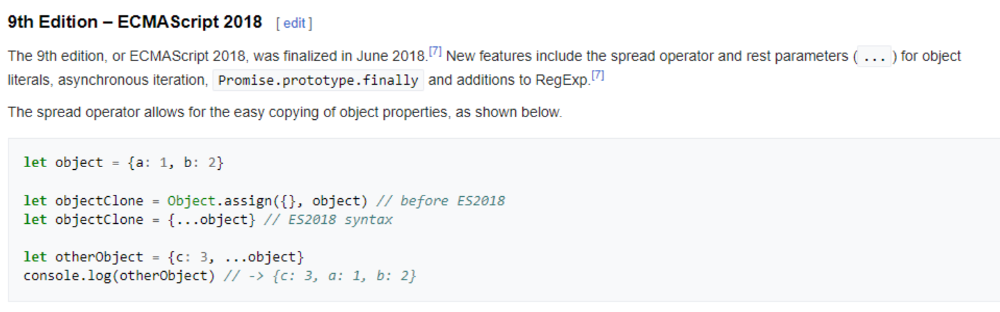 9th Edition – ECMAScript 2018 [ edit ]
The 9th edition, or ECMAScript 2018, was finalized in June 2018.[7] New features include the spread operator and rest parameters ( ... ) for object
literals, asynchronous iteration, Promise.prototype.finally and additions to RegExp.[7]
The spread operator allows for the easy copying of object properties, as shown below.
let object = {a: 1, b: 2}
let objectClone = Object.assign({}, object) // before ES2018
let objectClone = {...object} // ES2018 syntax
let otherObject = {c: 3, ...object}
console.log(otherObject) // -> {c: 3, a: 1, b: 2}